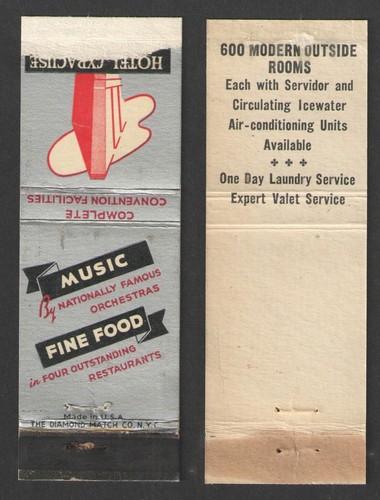 HOTEL SYRACUSE
COMPLETE
CONVENTION FACILITIES
MUSIC
By NATIONALLY FAMOUS
ORCHESTRAS
FINE FOOD
in FOUR OUTSTANDING
RESTAURANTS
Made in U.S.A.
THE DIAMOND MATCH CO. N.Y.C.
600 MODERN OUTSIDE
ROOMS
Each with Servidor and
Circulating Icewater
Air-conditioning Units
Available
One Day Laundry Service
Expert Valet Service